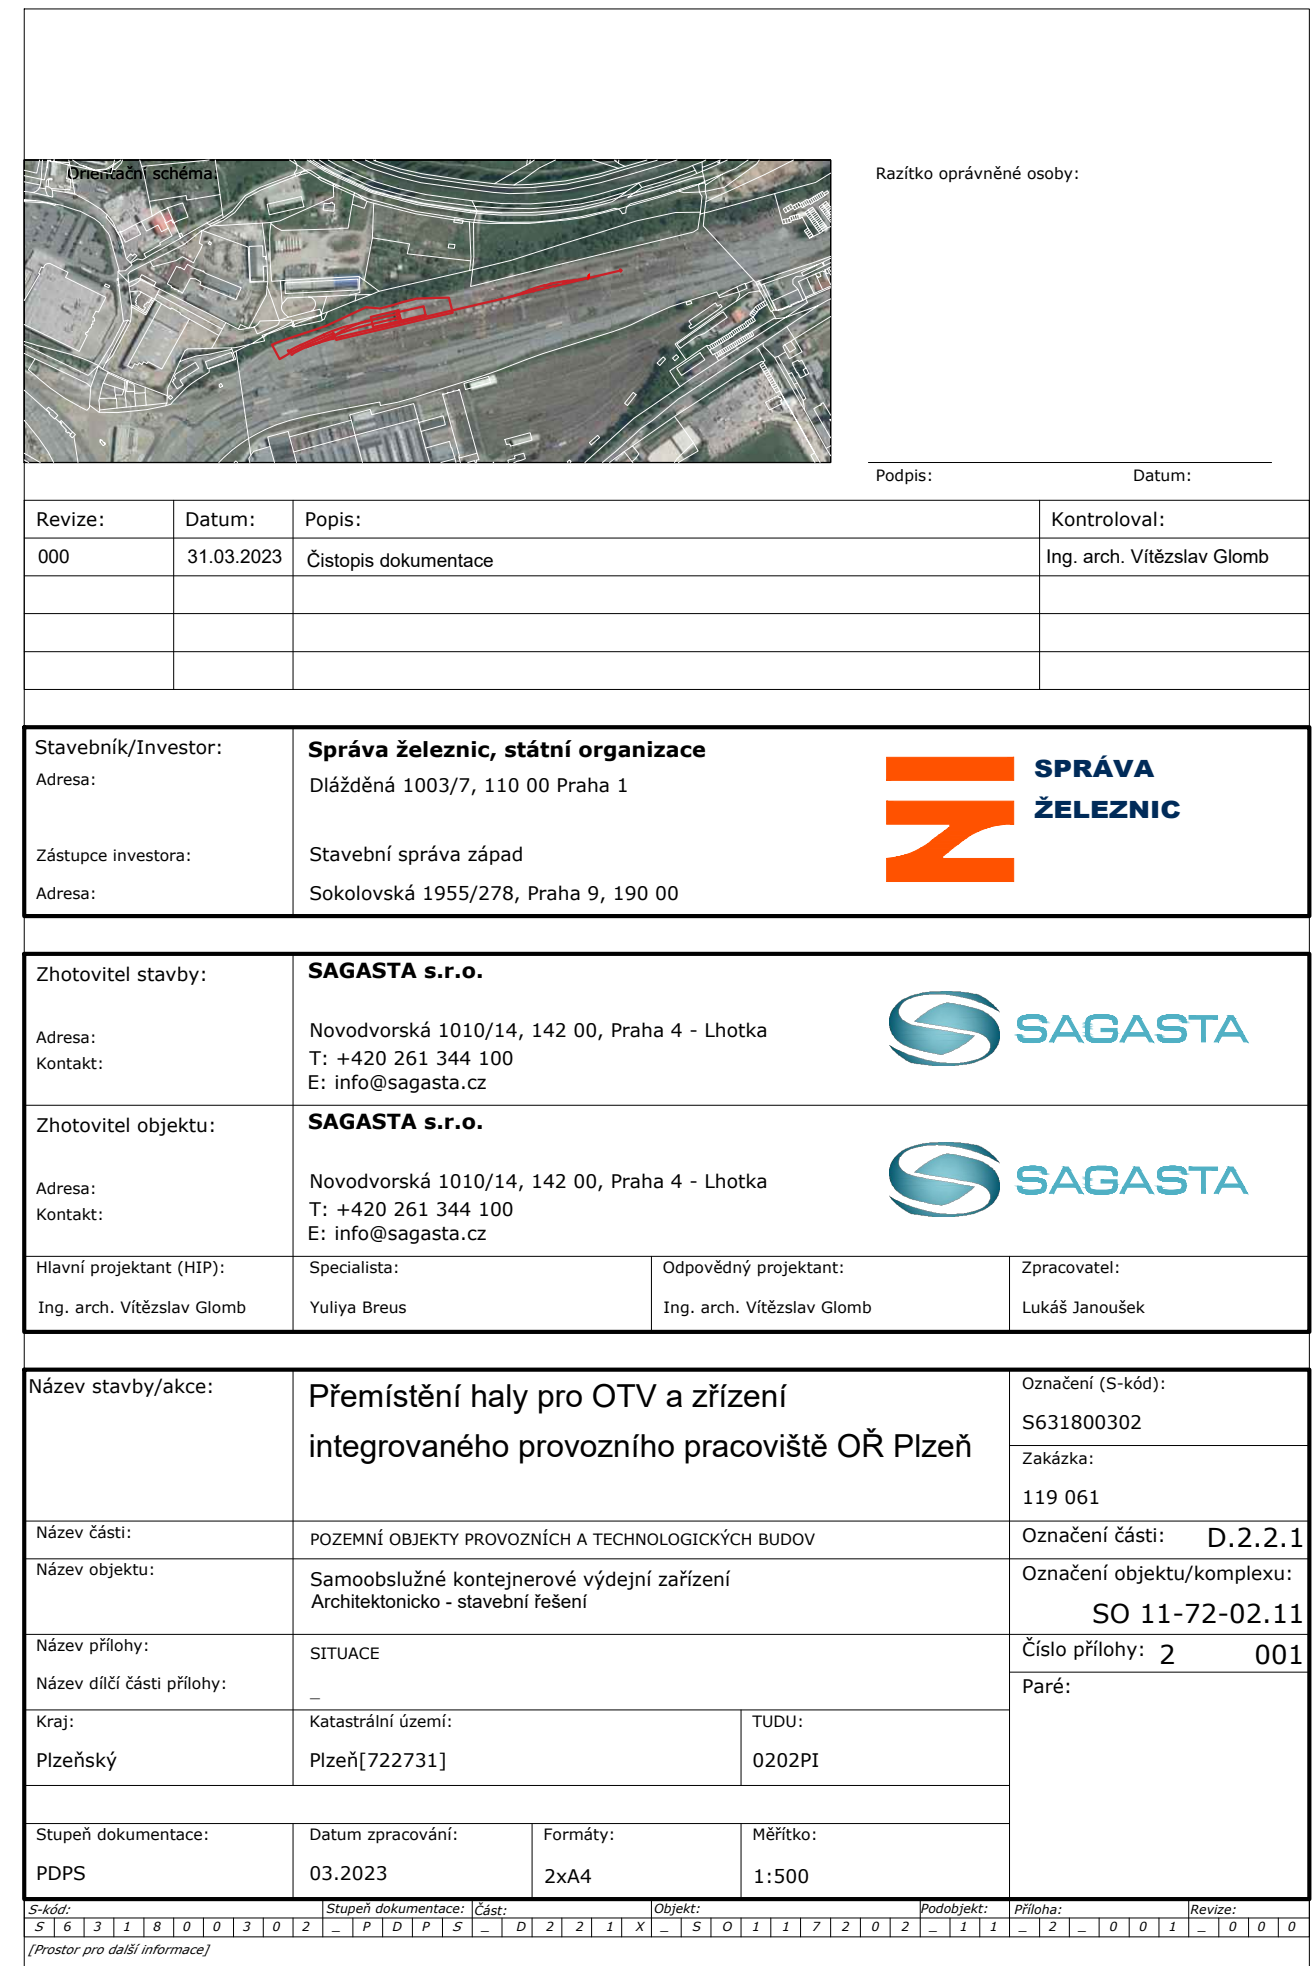 Orientační schéma:
Razítko oprávněné osoby:
Podpis: Datum:
Revize: Datum: Popis: Kontroloval:
000 31.03.2023 Čistopis dokumentace Ing. arch. Vítězslav Glomb
Stavebník/Investor: Správa železnic, státní organizace
Adresa: Dlážděná 1003/7, 110 00 Praha 1
SPRÁVA
ŽELEZNIC
Zástupce investora: Stavební správa západ
Adresa: Sokolovská 1955/278, Praha 9, 190 00
Zhotovitel stavby: SAGASTA s.r.o.
SAGASTA
Adresa: Novodvorská 1010/14, 142 00, Praha 4 - Lhotka
Kontakt: T: +420 261 344 100
E: info@sagasta.cz
Zhotovitel objektu: SAGASTA s.r.o.
SAGASTA
Adresa: Novodvorská 1010/14, 142 00, Praha 4 - Lhotka
Kontakt: T: +420 261 344 100
E: info@sagasta.cz
Hlavní projektant (HIP): Specialista: Odpovědný projektant: Zpracovatel:
Ing. arch. Vítězslav Glomb Yuliya Breus Ing. arch. Vítězslav Glomb Lukáš Janoušek
Název stavby/akce: Přemístění haly pro OTV a zřízení
integrovaného provozního pracoviště OŘ Plzeň
Označení (S-kód):
S631800302
Zakázka:
119 061
Název části: POZEMNÍ OBJEKTY PROVOZNÍCH A TECHNOLOGICKÝCH BUDOV Označení části: D.2.2.1
Název objektu: Samoobslužné kontejnerové výdejní zařízení
Architektonicko - stavební řešení
Označení objektu/komplexu:
SO 11-72-02.11
Název přílohy: SITUACE Číslo přílohy: 2 001
Název dílčí části přílohy: _ Paré:
Kraj: Katastrální území: TUDU:
Plzeňský Plzeň[722731] 0202PI
Stupeň dokumentace: Datum zpracování: Formáty: Měřítko:
PDPS 03.2023 2xA4 1:500
S-kód: Stupeň dokumentace: Část: Objekt: Podobjekt: Příloha: Revize:
S 6 3 1 8 0 0 3 0 2 _ P D P S _ D 2 2 1 X _ S O 1 1 7 2 0 2 _ 1 1 _ 2 _ 0 0 1 _ 0 0 0
[Prostor pro další informace]